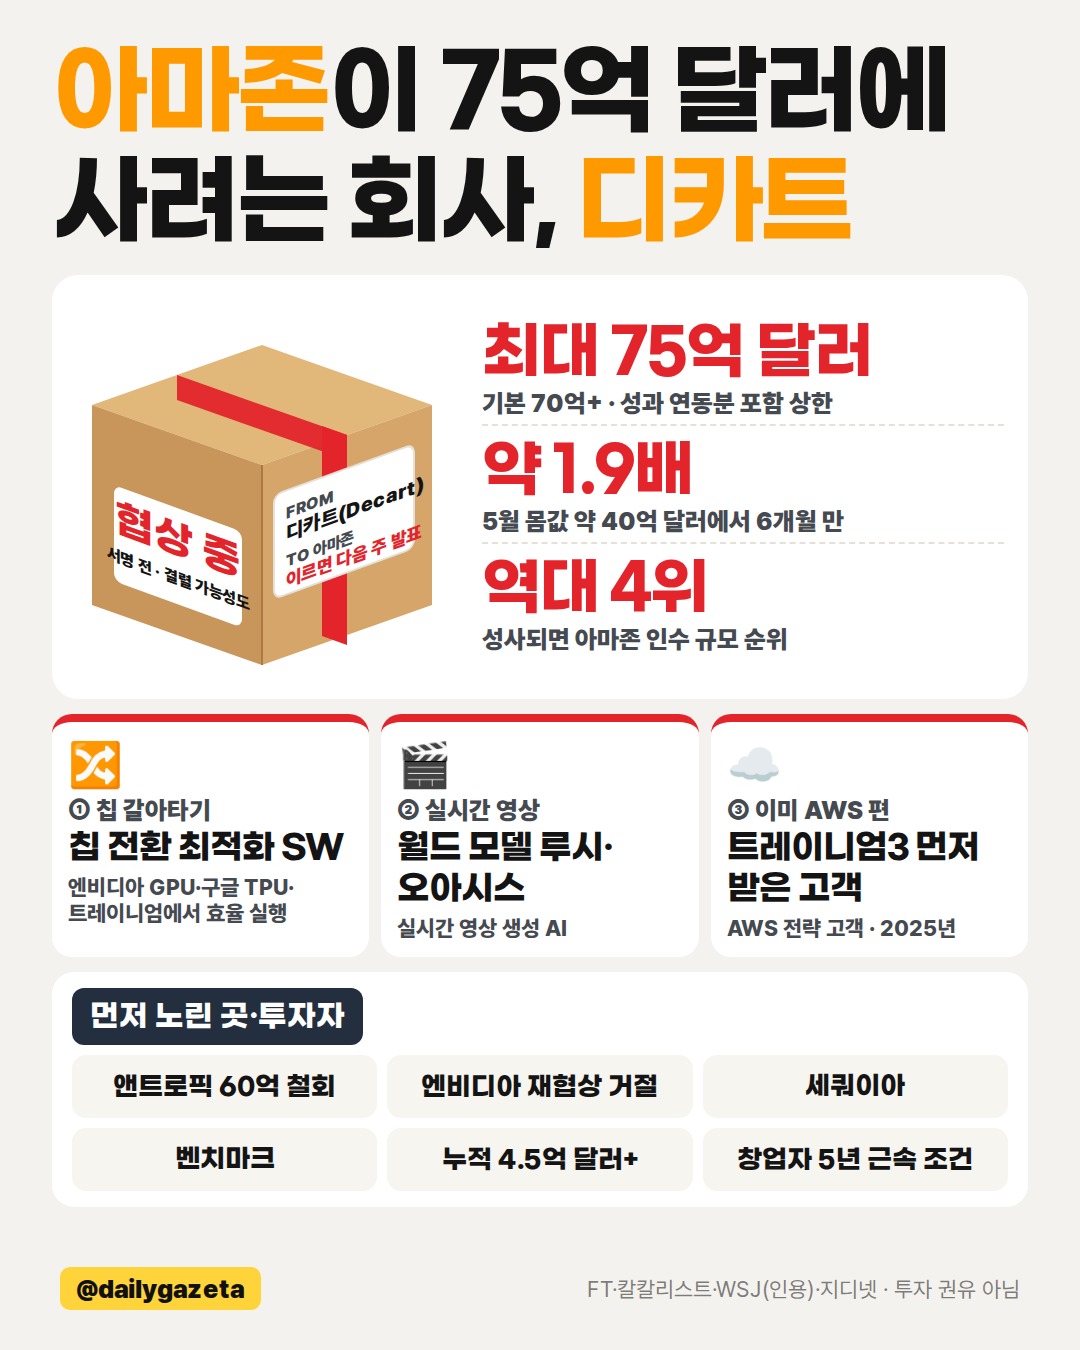 아마존이 75억 달러에
사려는 회사, 디카트
최대 75억 달러
기본 70억+ · 성과 연동분 포함 상한
약 1.9배
5월 몸값 약 40억 달러에서 6개월 만
역대 4위
성사되면 아마존 인수 규모 순위
협상 중
서명 전 · 결렬 가능성도
FROM
디카트(Decart)
TO 아마존
이르면 다음 주 발표
① 칩 갈아타기
칩 전환 최적화 SW
엔비디아 GPU·구글 TPU·
트레이니엄에서 효율 실행
② 실시간 영상
월드 모델 루시·
오아시스
실시간 영상 생성 AI
③ 이미 AWS 편
트레이니엄3 먼저
받은 고객
AWS 전략 고객 · 2025년
먼저 노린 곳·투자자
앤트로픽 60억 철회
엔비디아 재협상 거절
세쿼이아
벤치마크
누적 4.5억 달러+
창업자 5년 근속 조건
@dailygazeta
FT·칼칼리스트·WSJ(인용)·지디넷 · 투자 권유 아님